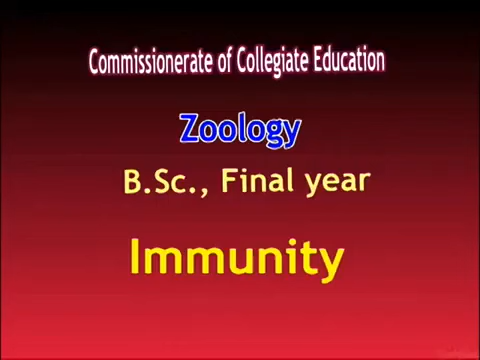 Commissionerate of Collegiate Education
Zoology
B.Sc., Final year
Immunity